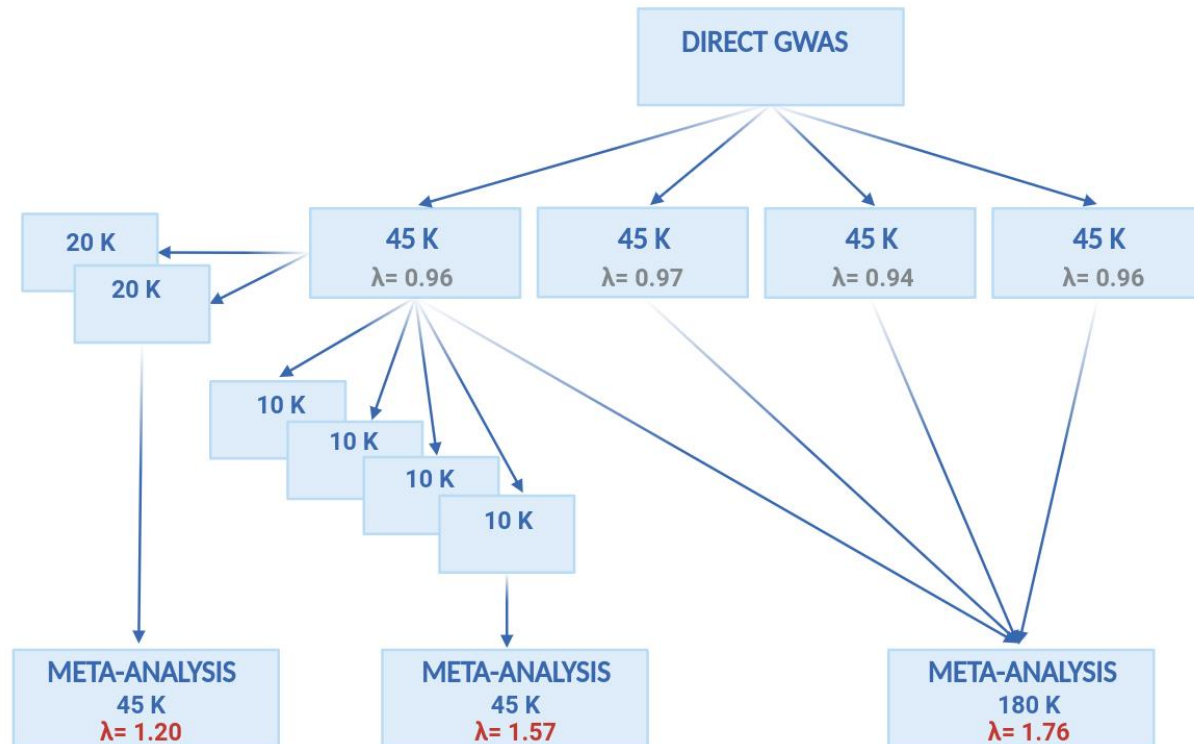 DIRECT GWAS
45 K
λ= 0.96
45 K
λ= 0.97
45 K
λ= 0.94
45 K
λ= 0.96
20 K
20 K
10 K
10 K
10 K
10 K
META-ANALYSIS
45 K
λ= 1.20
META-ANALYSIS
45 K
λ= 1.57
META-ANALYSIS
180 K
λ= 1.76